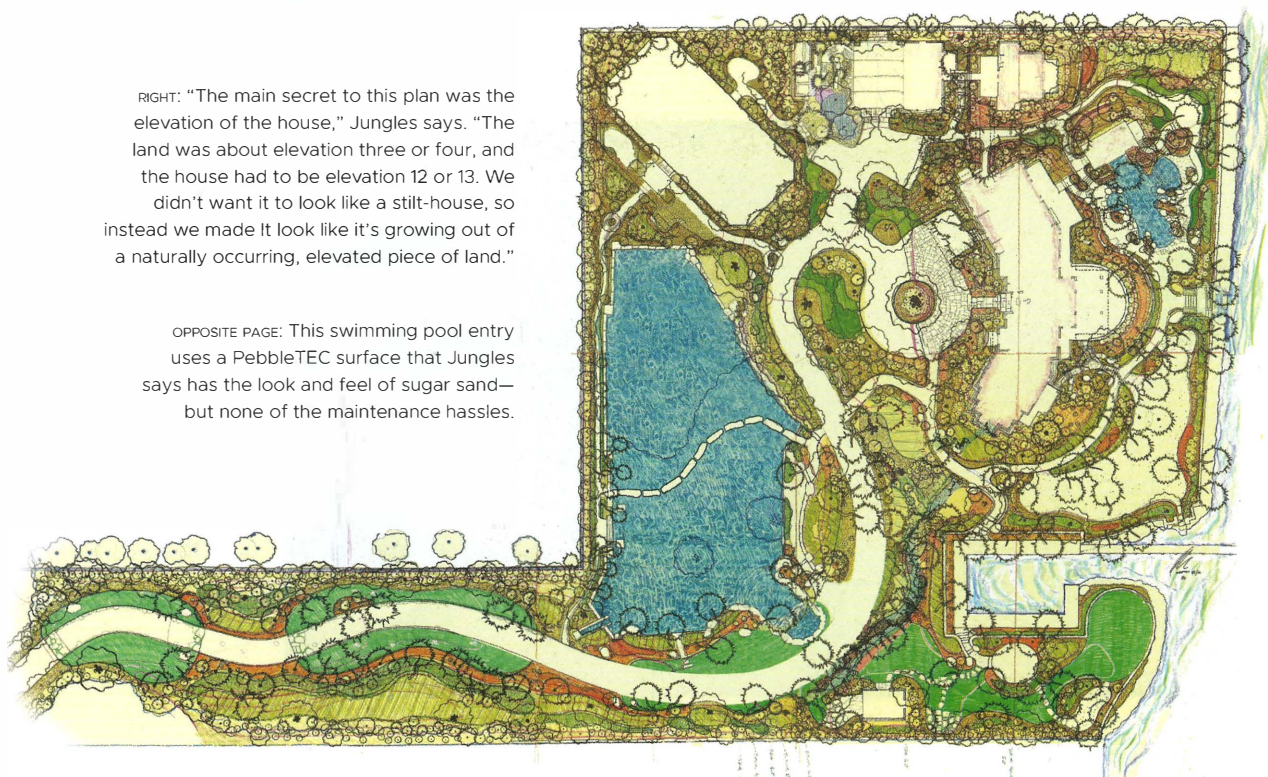 RIGHT: “The main secret to this plan was the
elevation of the house,” Jungles says. “The
land was about elevation three or four, and
the house had to be elevation 12 or 13. We
didn’t want it to look like a stilt-house, so
instead we made It look like it’s growing out of
a naturally occurring, elevated piece of land.”
OPPOSITE PAGE: This swimming pool entry
uses a PebbleTEC surface that Jungles
says has the look and feel of sugar sand—
but none of the maintenance hassles.